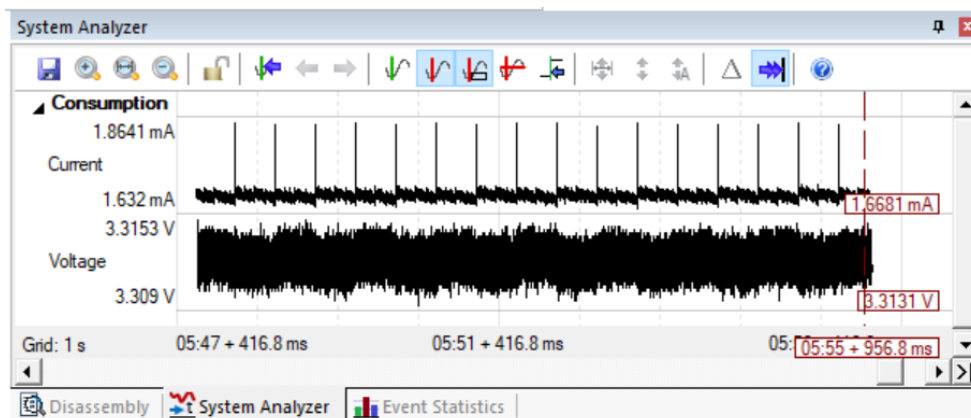 System Analyzer
Consumption
1.8641 mA
Current
1.632 mA
1.6681 mA
3.3153 V
Voltage
3.309 V
3.3131 V
Grid: 1 s 05:47 + 416.8 ms 05:51 + 416.8 ms 05:55 + 956.8 ms
Disassembly System Analyzer Event Statistics